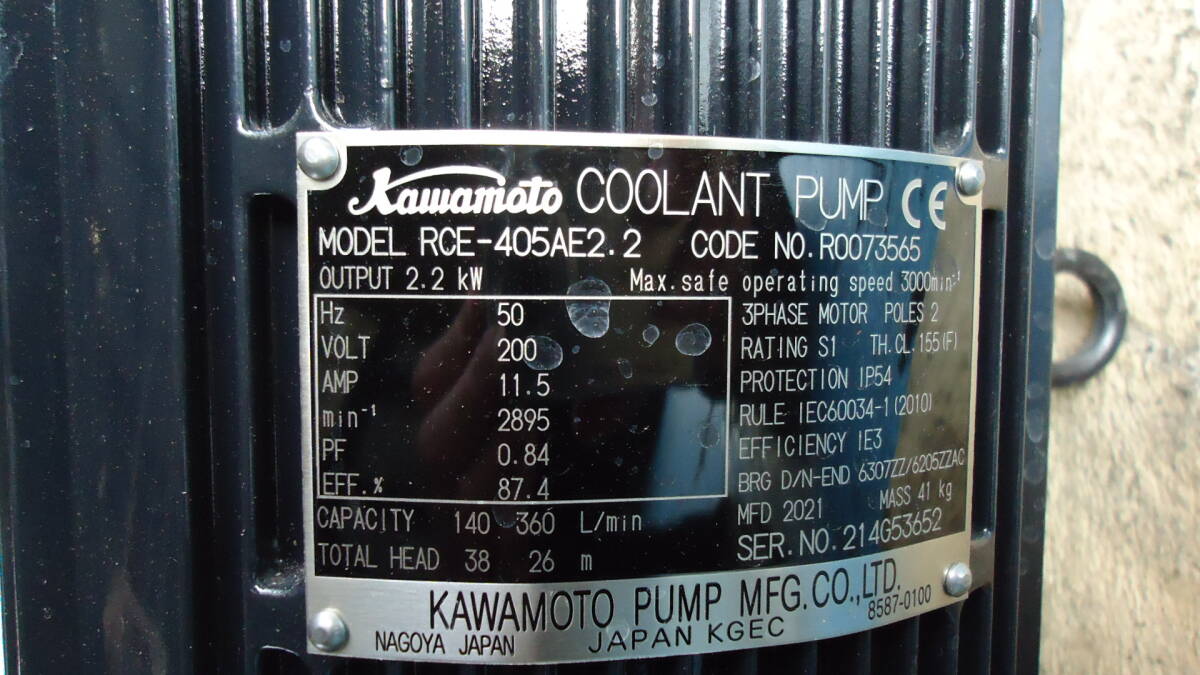 Kawamoto COOLANT PUMP CE
MODEL RCE-405AE2.2 CODE NO. R0073565
OUTPUT 2.2 kW Max. safe operating speed 3000min⁻¹
Hz 50
VOLT 200
AMP 11.5
min⁻¹ 2895
PF 0.84
EFF.% 87.4
3PHASE MOTOR POLES 2
RATING S1 TH.CL.155(F)
PROTECTION IP54
RULE IEC60034-1(2010)
EFFICIENCY IE3
BRG D/N-END 6307ZZ/6205ZZAC
MFD 2021 MASS 41 kg
SER.NO.214G53652
CAPACITY 140 360 L/min
TOTAL HEAD 38 26 m
KAWAMOTO PUMP MFG.CO.,LTD.
NAGOYA JAPAN JAPAN KGEC 8587-0100